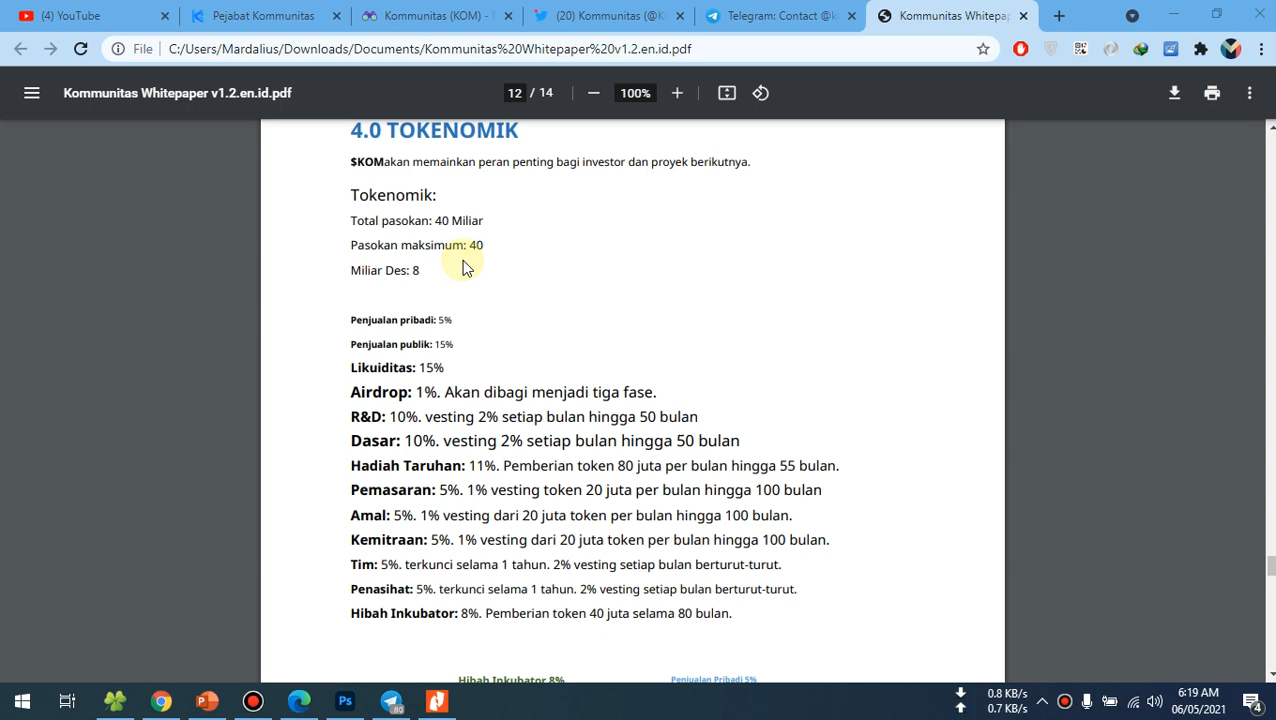 (4) YouTube
Pejabat Kommunitas
Kommunitas (KOM) -
(20) Kommunitas (@K
Telegram: Contact @k
Kommunitas Whitepap
File
C:/Users/Mardalius/Downloads/Documents/Kommunitas%20Whitepaper%20v1.2.en.id.pdf
Kommunitas Whitepaper v1.2.en.id.pdf
12 / 14
100%
4.0 TOKENOMIK
$KOMakan memainkan peran penting bagi investor dan proyek berikutnya.
Tokenomik:
Total pasokan: 40 Miliar
Pasokan maksimum: 40
Miliar Des: 8
Penjualan pribadi: 5%
Penjualan publik: 15%
Likuiditas: 15%
Airdrop: 1%. Akan dibagi menjadi tiga fase.
R&D: 10%. vesting 2% setiap bulan hingga 50 bulan
Dasar: 10%. vesting 2% setiap bulan hingga 50 bulan
Hadiah Taruhan: 11%. Pemberian token 80 juta per bulan hingga 55 bulan.
Pemasaran: 5%. 1% vesting token 20 juta per bulan hingga 100 bulan
Amal: 5%. 1% vesting dari 20 juta token per bulan hingga 100 bulan.
Kemitraan: 5%. 1% vesting dari 20 juta token per bulan hingga 100 bulan.
Tim: 5%. terkunci selama 1 tahun. 2% vesting setiap bulan berturut-turut.
Penasihat: 5%. terkunci selama 1 tahun. 2% vesting setiap bulan berturut-turut.
Hibah Inkubator: 8%. Pemberian token 40 juta selama 80 bulan.
Hibah Inkubator 8%
Penjualan Pribadi 5%
80
0.8 KB/s
0.7 KB/s
6:19 AM
06/05/2021
4